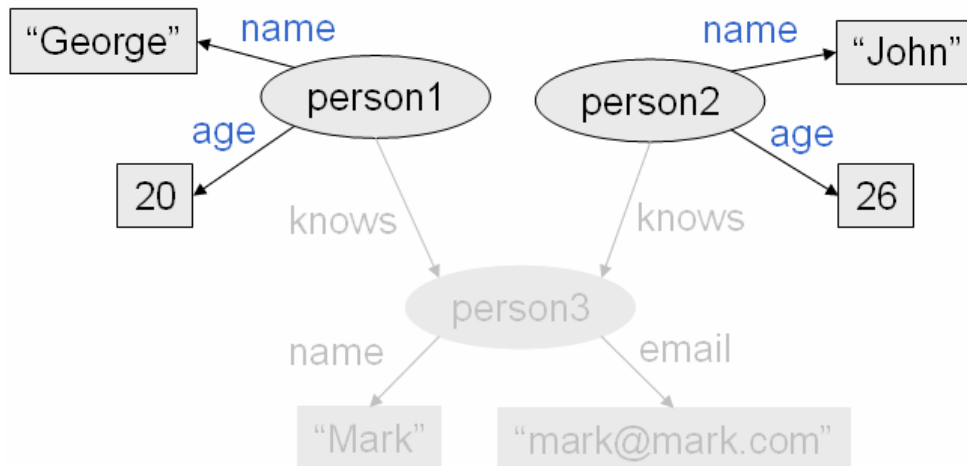 name
name
“George”
“John”
person1
person2
age
age
20
26
knows
knows
person3
name
email
“Mark”
“mark@mark.com”